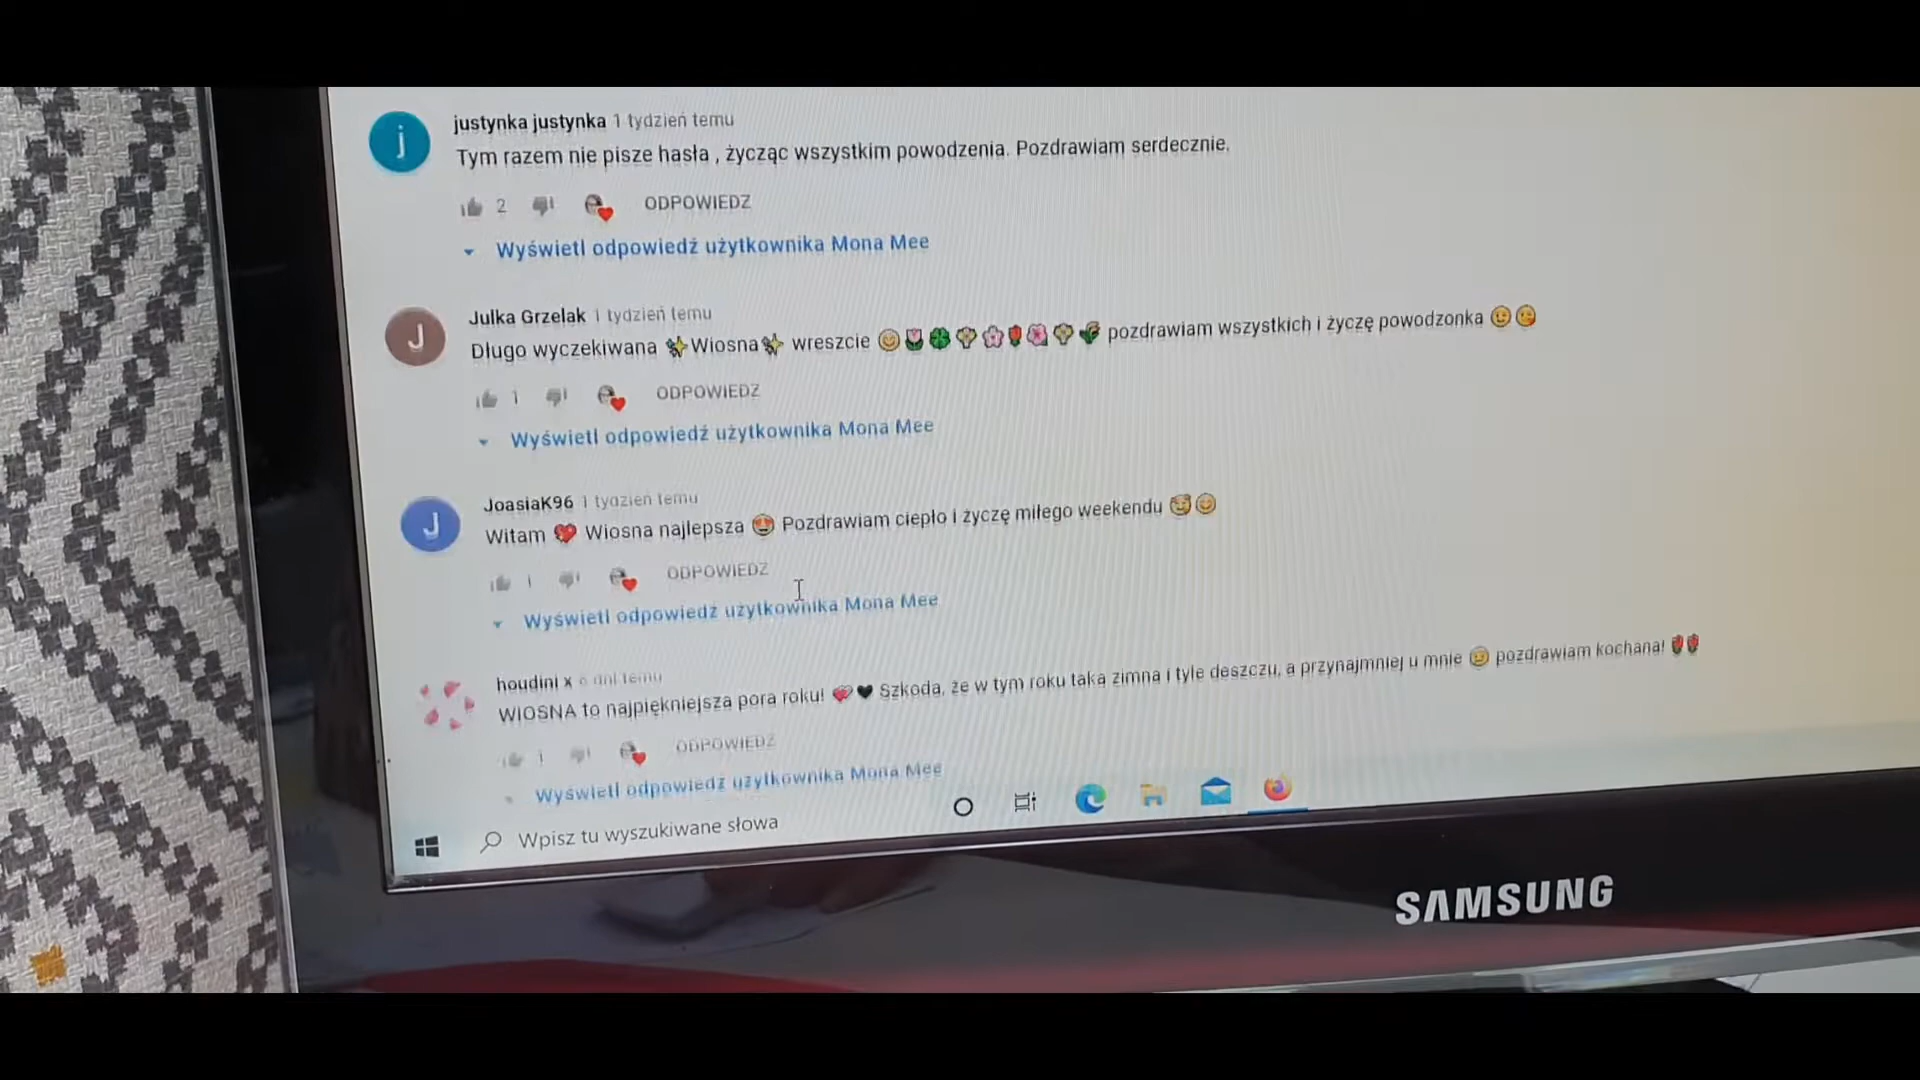 justynka justynka 1 tydzień temu
Tym razem nie pisze hasła , życząc wszystkim powodzenia. Pozdrawiam serdecznie.
2 ODPOWIEDZ
Wyświetl odpowiedź użytkownika Mona Mee
J
Julka Grzelak 1 tydzień temu
Długo wyczekiwana ✨Wiosna✨ wreszcie 😊🌷🍀💐🌸🌹🌺💐🌱 pozdrawiam wszystkich i życzę powodzonka 😉😘
1 ODPOWIEDZ
Wyświetl odpowiedź użytkownika Mona Mee
J
JoasiaK96 1 tydzień temu
Witam 💖 Wiosna najlepsza 😍 Pozdrawiam ciepło i życzę miłego weekendu 🥰😊
1 ODPOWIEDZ
Wyświetl odpowiedź użytkownika Mona Mee
houdini x dni temu
WIOSNA to najpiękniejsza pora roku! 💖🖤 Szkoda, że w tym roku taka zimna i tyle deszczu, a przynajmniej u mnie 😉 pozdrawiam kochana! 🌹🌹
1 ODPOWIEDZ
Wyświetl odpowiedź użytkownika Mona Mee
Wpisz tu wyszukiwane słowa
SAMSUNG